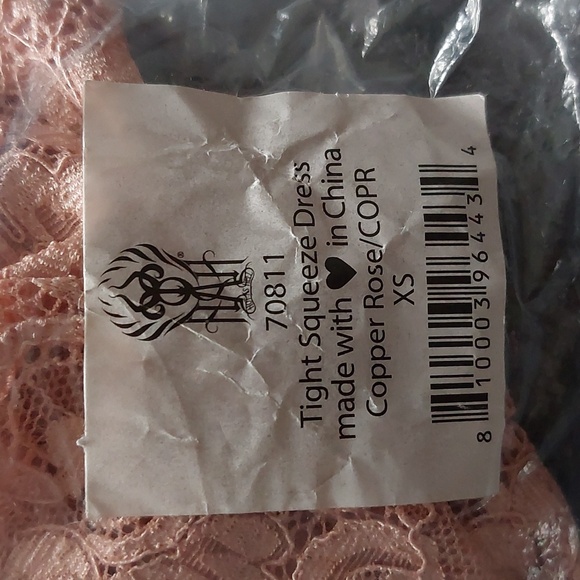 ®
70811
Tight Squeeze Dress
made with ♥ in China
Copper Rose/COPR
XS
8 10003 96443 4